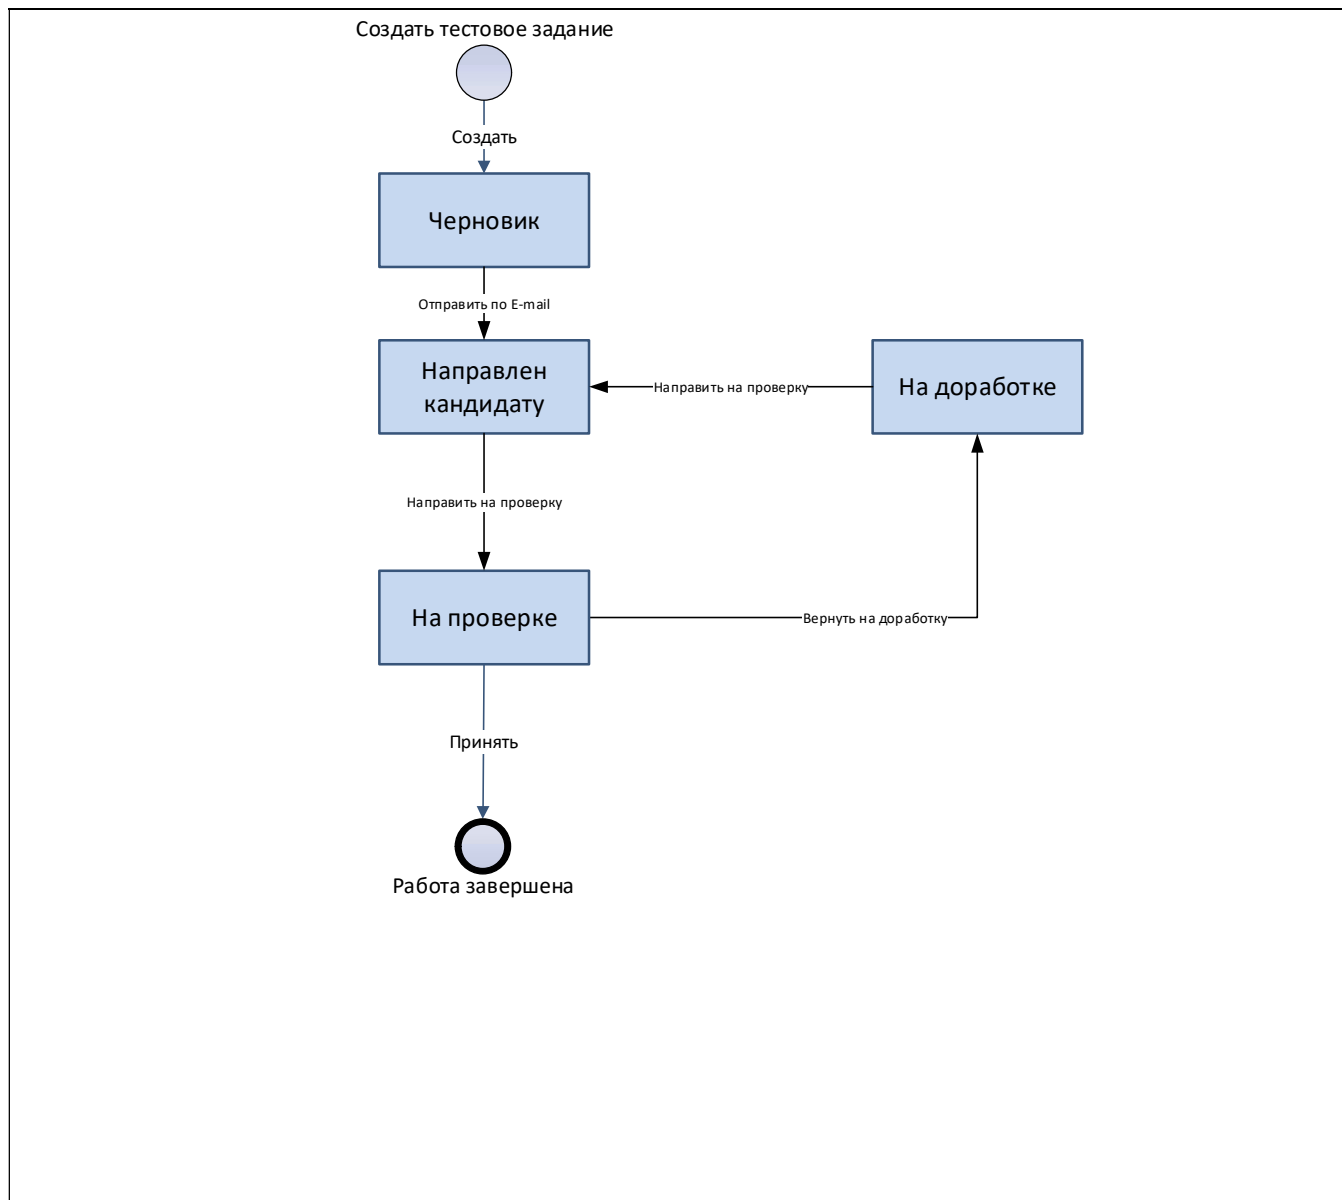 Создать тестовое задание
Создать
Черновик
Отправить по E-mail
Направлен
кандидату
Направить на проверку
На доработке
Направить на проверку
На проверке
Вернуть на доработку
Принять
Работа завершена